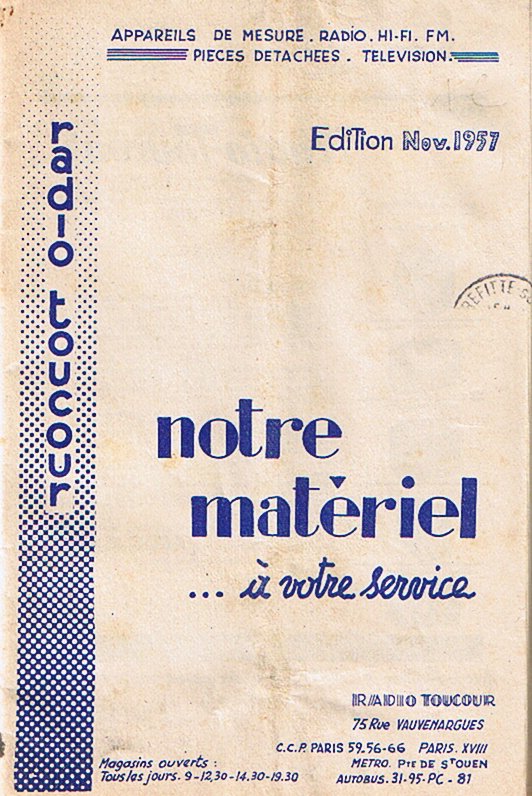 APPAREILS DE MESURE . RADIO . HI-FI. FM.
PIECES DETACHEES . TELEVISION.
Edition Nov.1957
radio toucour
REFITTE
notre
matèriel
... à votre service
RADIO TOUCOUR
75 Rue VAUVENARGUES
C.C.P. PARIS 59.56-66 PARIS. XVIII
Magasins ouverts :
METRO. PTE DE ST OUEN
Tous les jours. 9-12,30-14.30-19.30
AUTOBUS. 31-95-PC-81